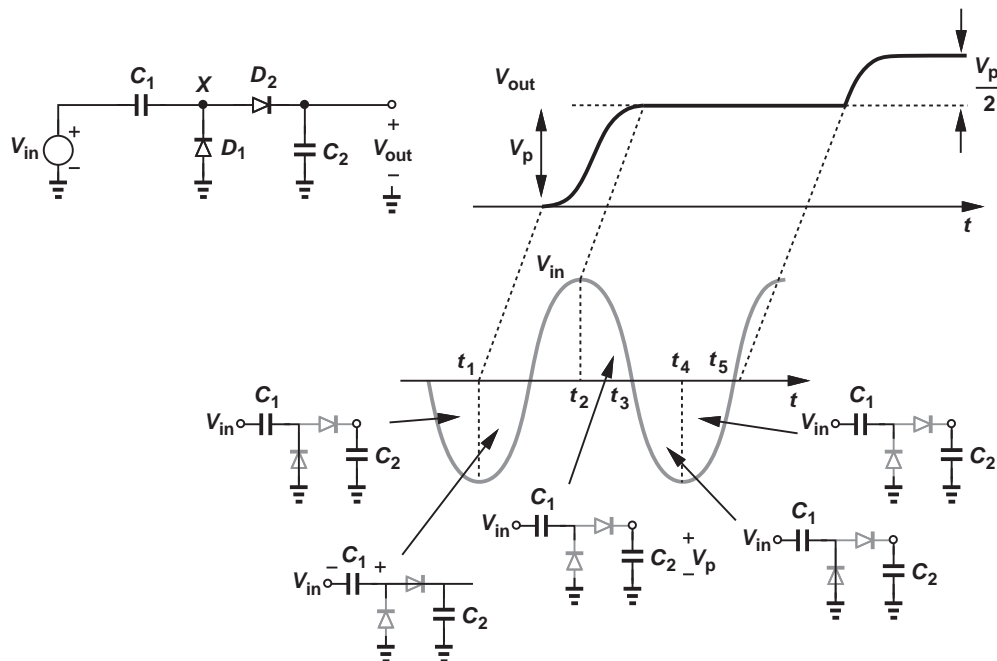 C1
X
D2
Vin
+
−
D1
C2
+
Vout
−
Vout
Vp
Vp
2
t
Vin
t1
t2
t3
t4
t5
t
C1
Vin
C2
C1
Vin
C2
C1
Vin
C2
+
Vp
−
C1
Vin
C2
− C1 +
Vin
C2